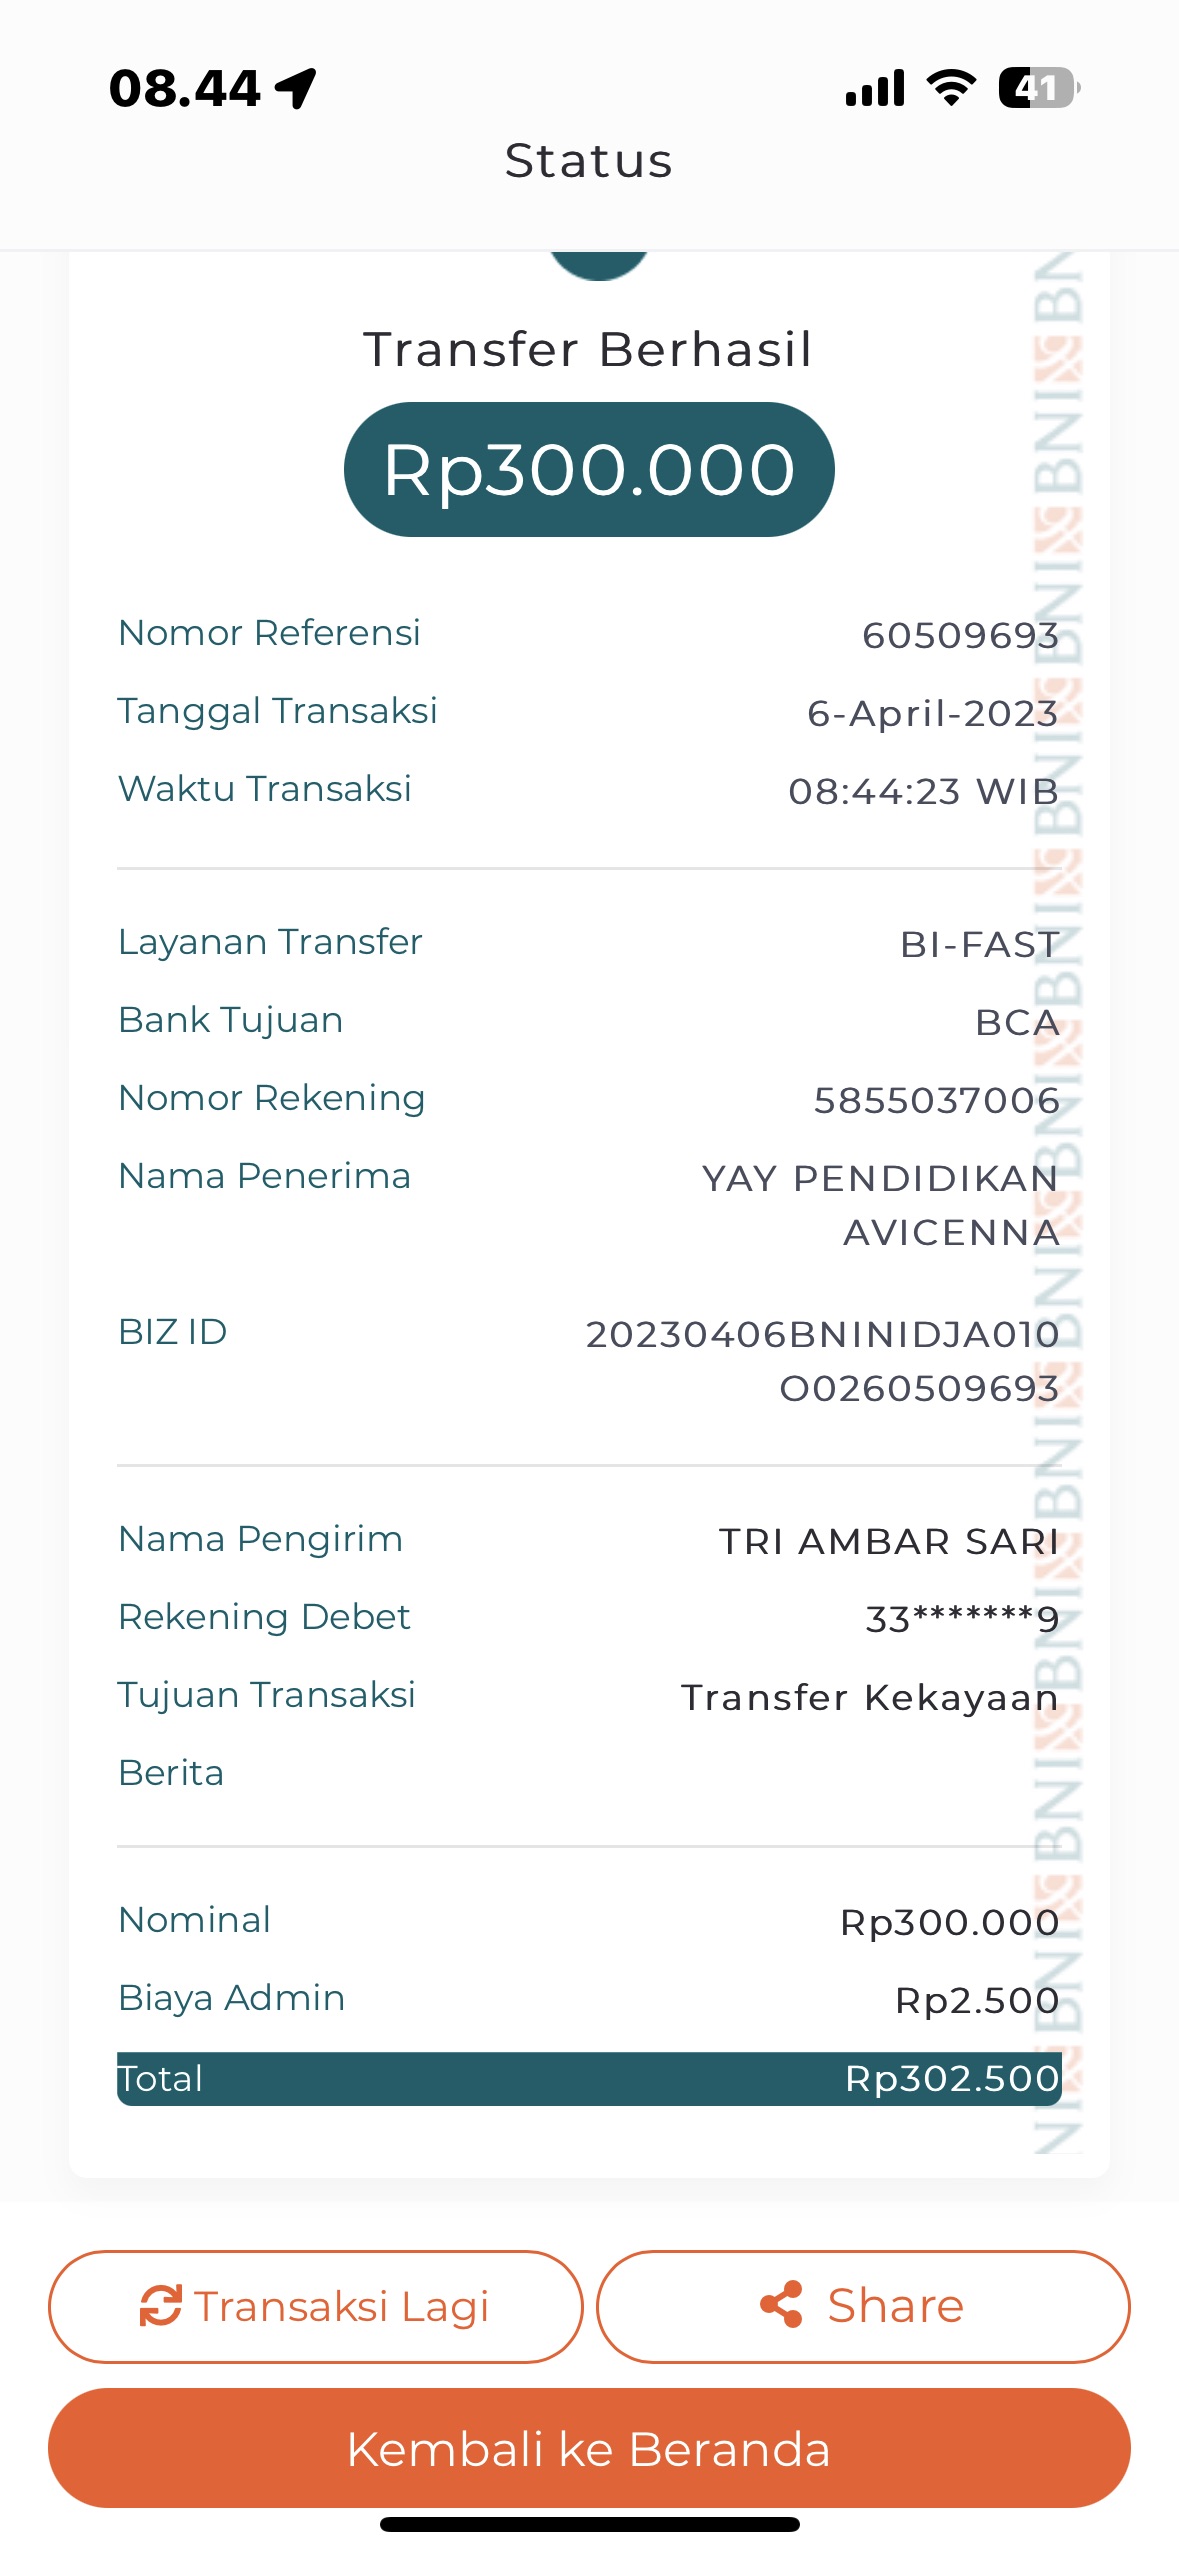 08.44
41
Status
Transfer Berhasil
Rp300.000
Nomor Referensi 60509693
Tanggal Transaksi 6-April-2023
Waktu Transaksi 08:44:23 WIB
Layanan Transfer BI-FAST
Bank Tujuan BCA
Nomor Rekening 5855037006
Nama Penerima YAY PENDIDIKAN
AVICENNA
BIZ ID 20230406BNINIDJA010
O0260509693
Nama Pengirim TRI AMBAR SARI
Rekening Debet 33*******9
Tujuan Transaksi Transfer Kekayaan
Berita
Nominal Rp300.000
Biaya Admin Rp2.500
Total Rp302.500
BNI BNI BNI BNI BNI BNI BNI BNI BNI BNI
Transaksi Lagi
Share
Kembali ke Beranda